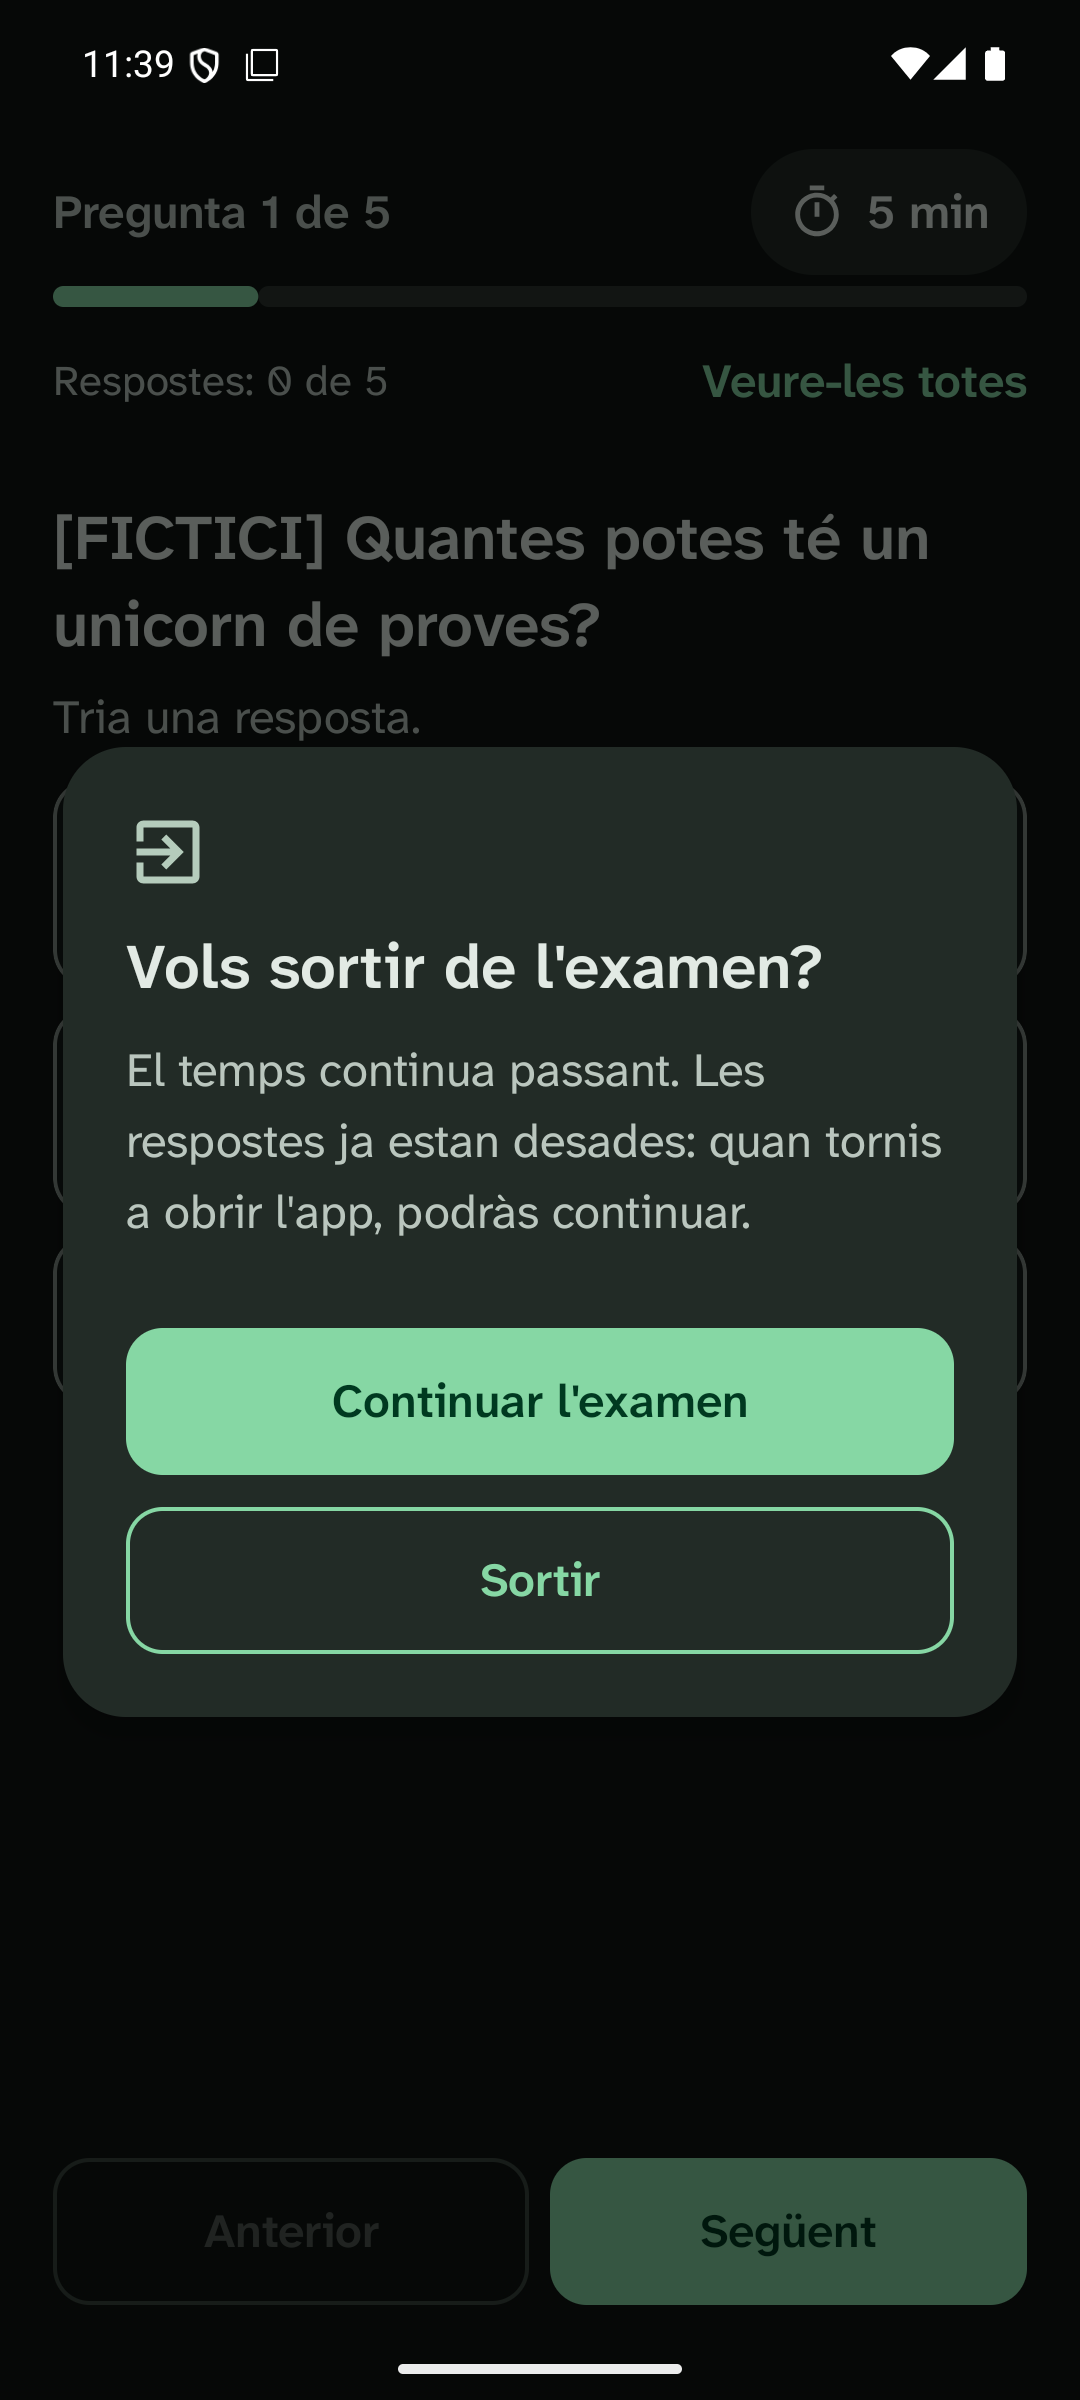 11:39
Pregunta 1 de 5
5 min
Respostes: 0 de 5
Veure-les totes
[FICTICI] Quantes potes té un
unicorn de proves?
Tria una resposta.
Vols sortir de l'examen?
El temps continua passant. Les
respostes ja estan desades: quan tornis
a obrir l'app, podràs continuar.
Continuar l'examen
Sortir
Anterior
Següent